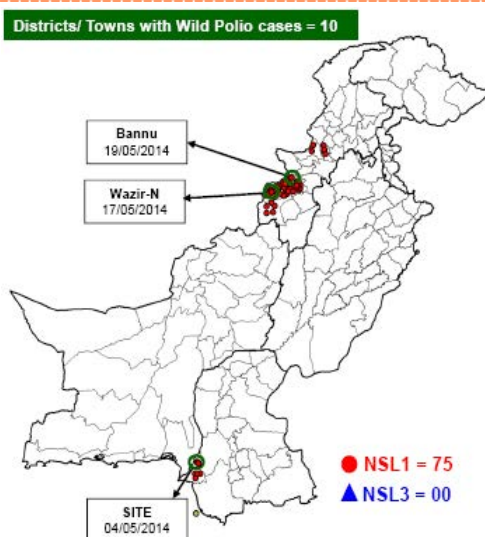 Districts/ Towns with Wild Polio cases = 10
Bannu
19/05/2014
Wazir-N
17/05/2014
NSL1 = 75
NSL3 = 00
SITE
04/05/2014